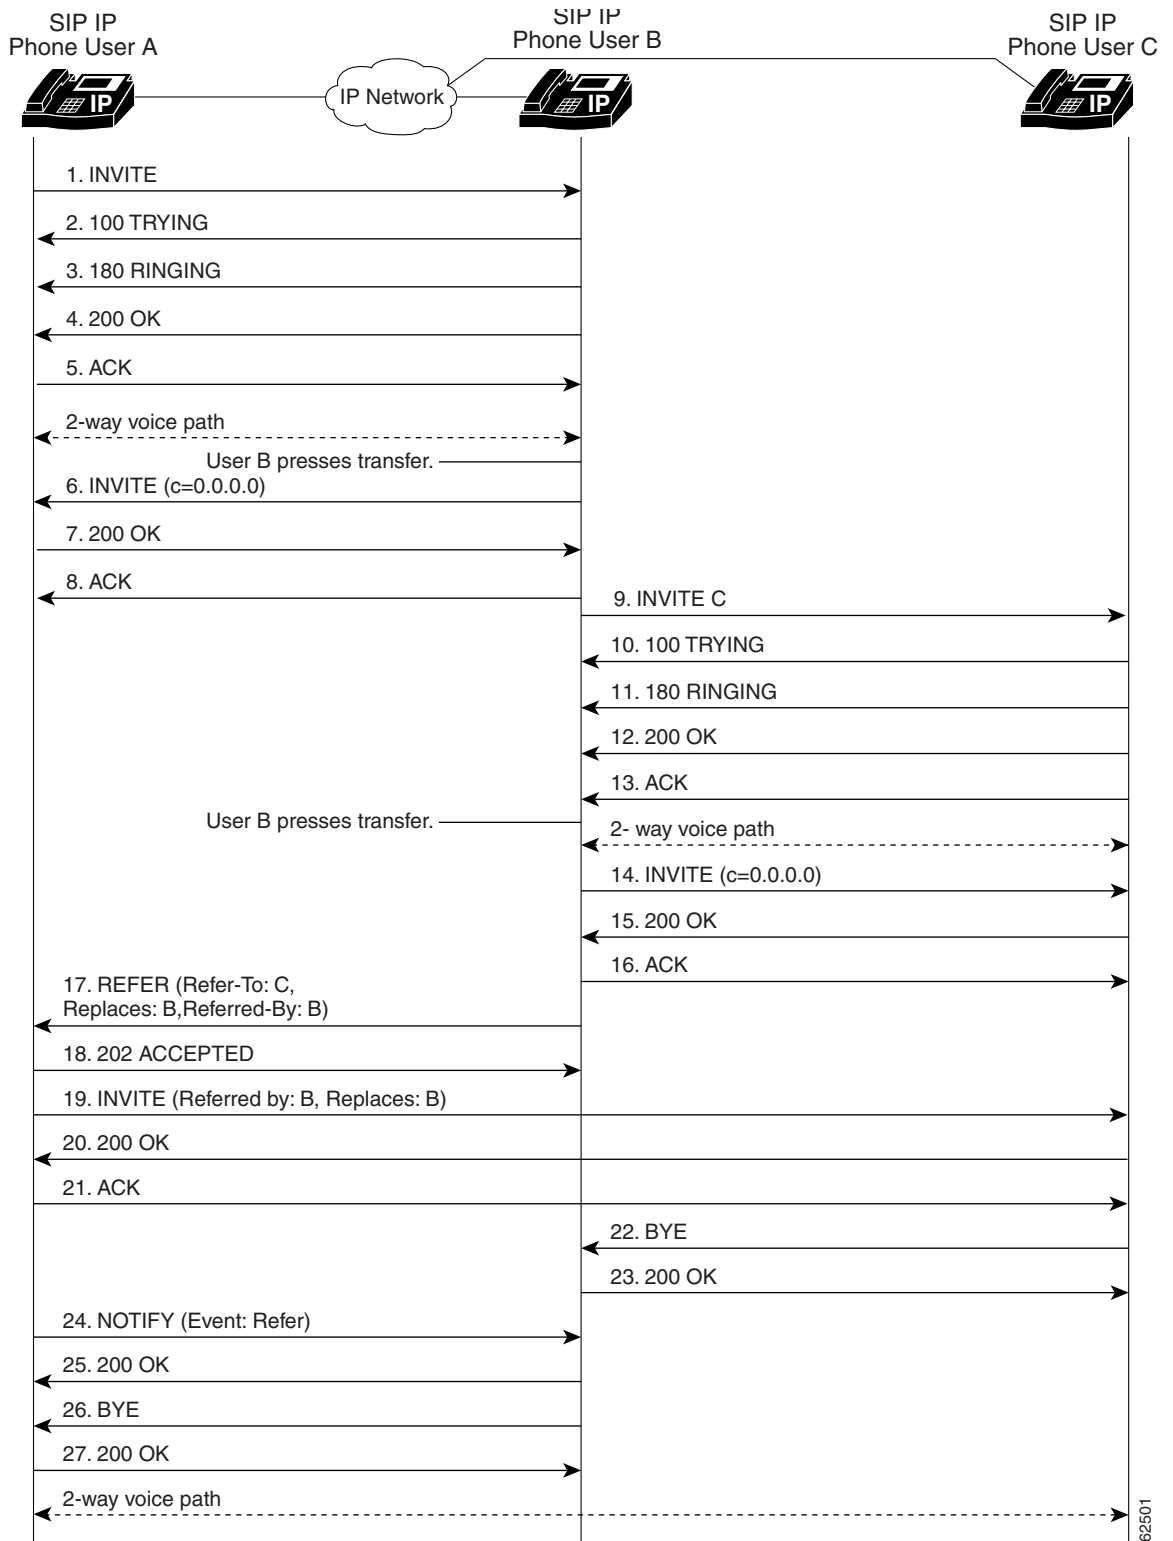 SIP IP
Phone User A
SIP IP
Phone User B
SIP IP
Phone User C
IP
IP Network
IP
IP
1. INVITE
2. 100 TRYING
3. 180 RINGING
4. 200 OK
5. ACK
2-way voice path
User B presses transfer.
6. INVITE (c=0.0.0.0)
7. 200 OK
8. ACK
9. INVITE C
10. 100 TRYING
11. 180 RINGING
12. 200 OK
13. ACK
User B presses transfer.
2- way voice path
14. INVITE (c=0.0.0.0)
15. 200 OK
16. ACK
17. REFER (Refer-To: C,
Replaces: B,Referred-By: B)
18. 202 ACCEPTED
19. INVITE (Referred by: B, Replaces: B)
20. 200 OK
21. ACK
22. BYE
23. 200 OK
24. NOTIFY (Event: Refer)
25. 200 OK
26. BYE
27. 200 OK
2-way voice path
62501